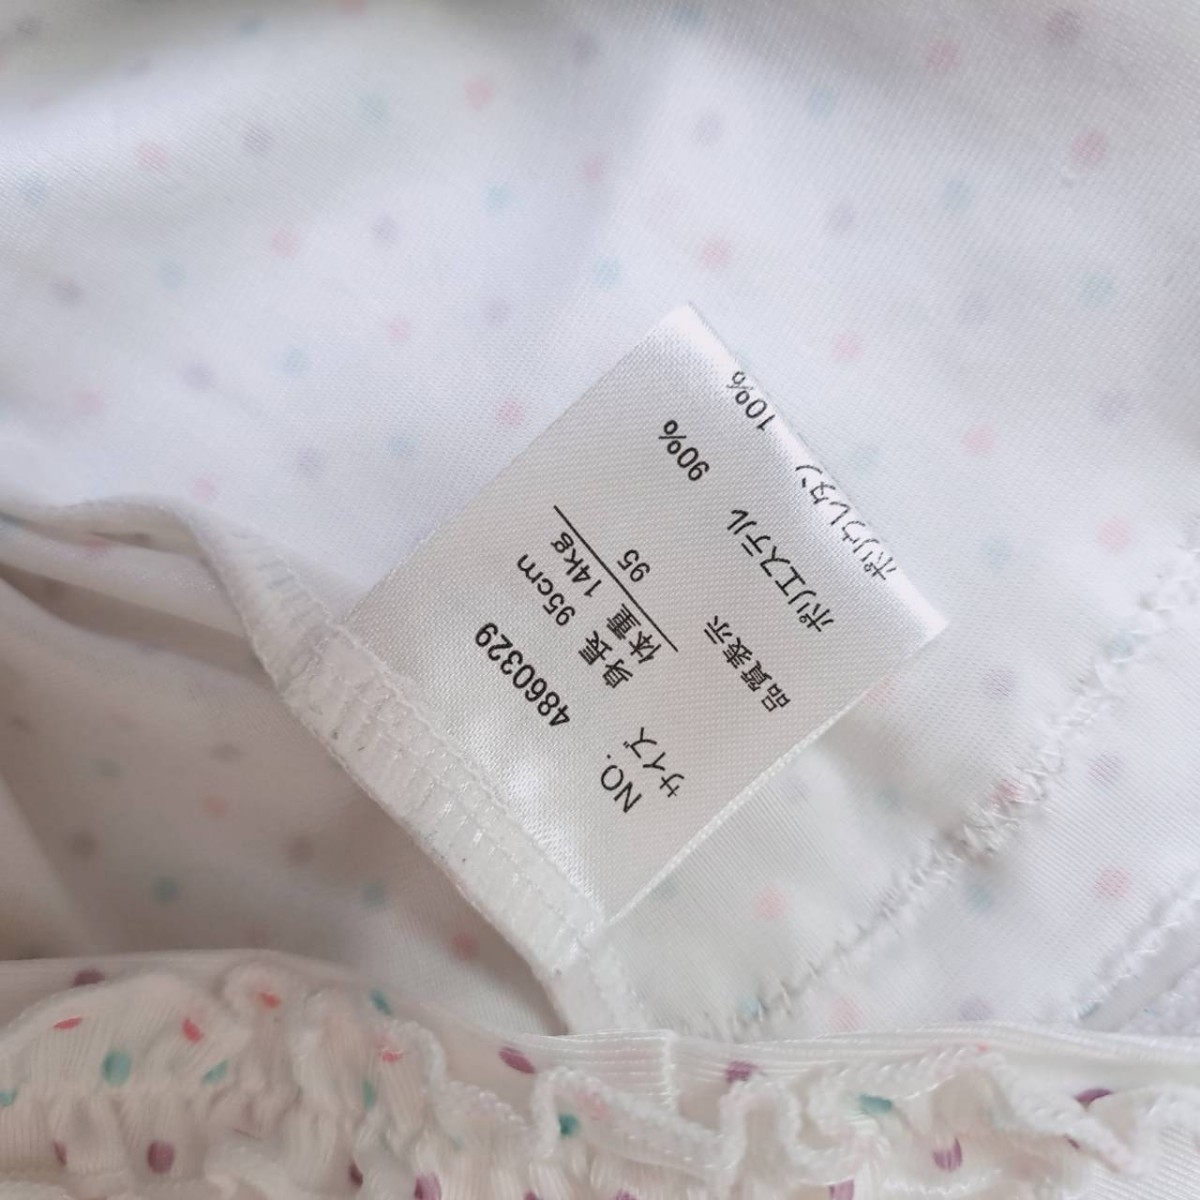 NO. 4860329
サイズ 身長 95cm
体重 14kg
95
品質表示
ポリエステル 90%
ポリウレタン 10%